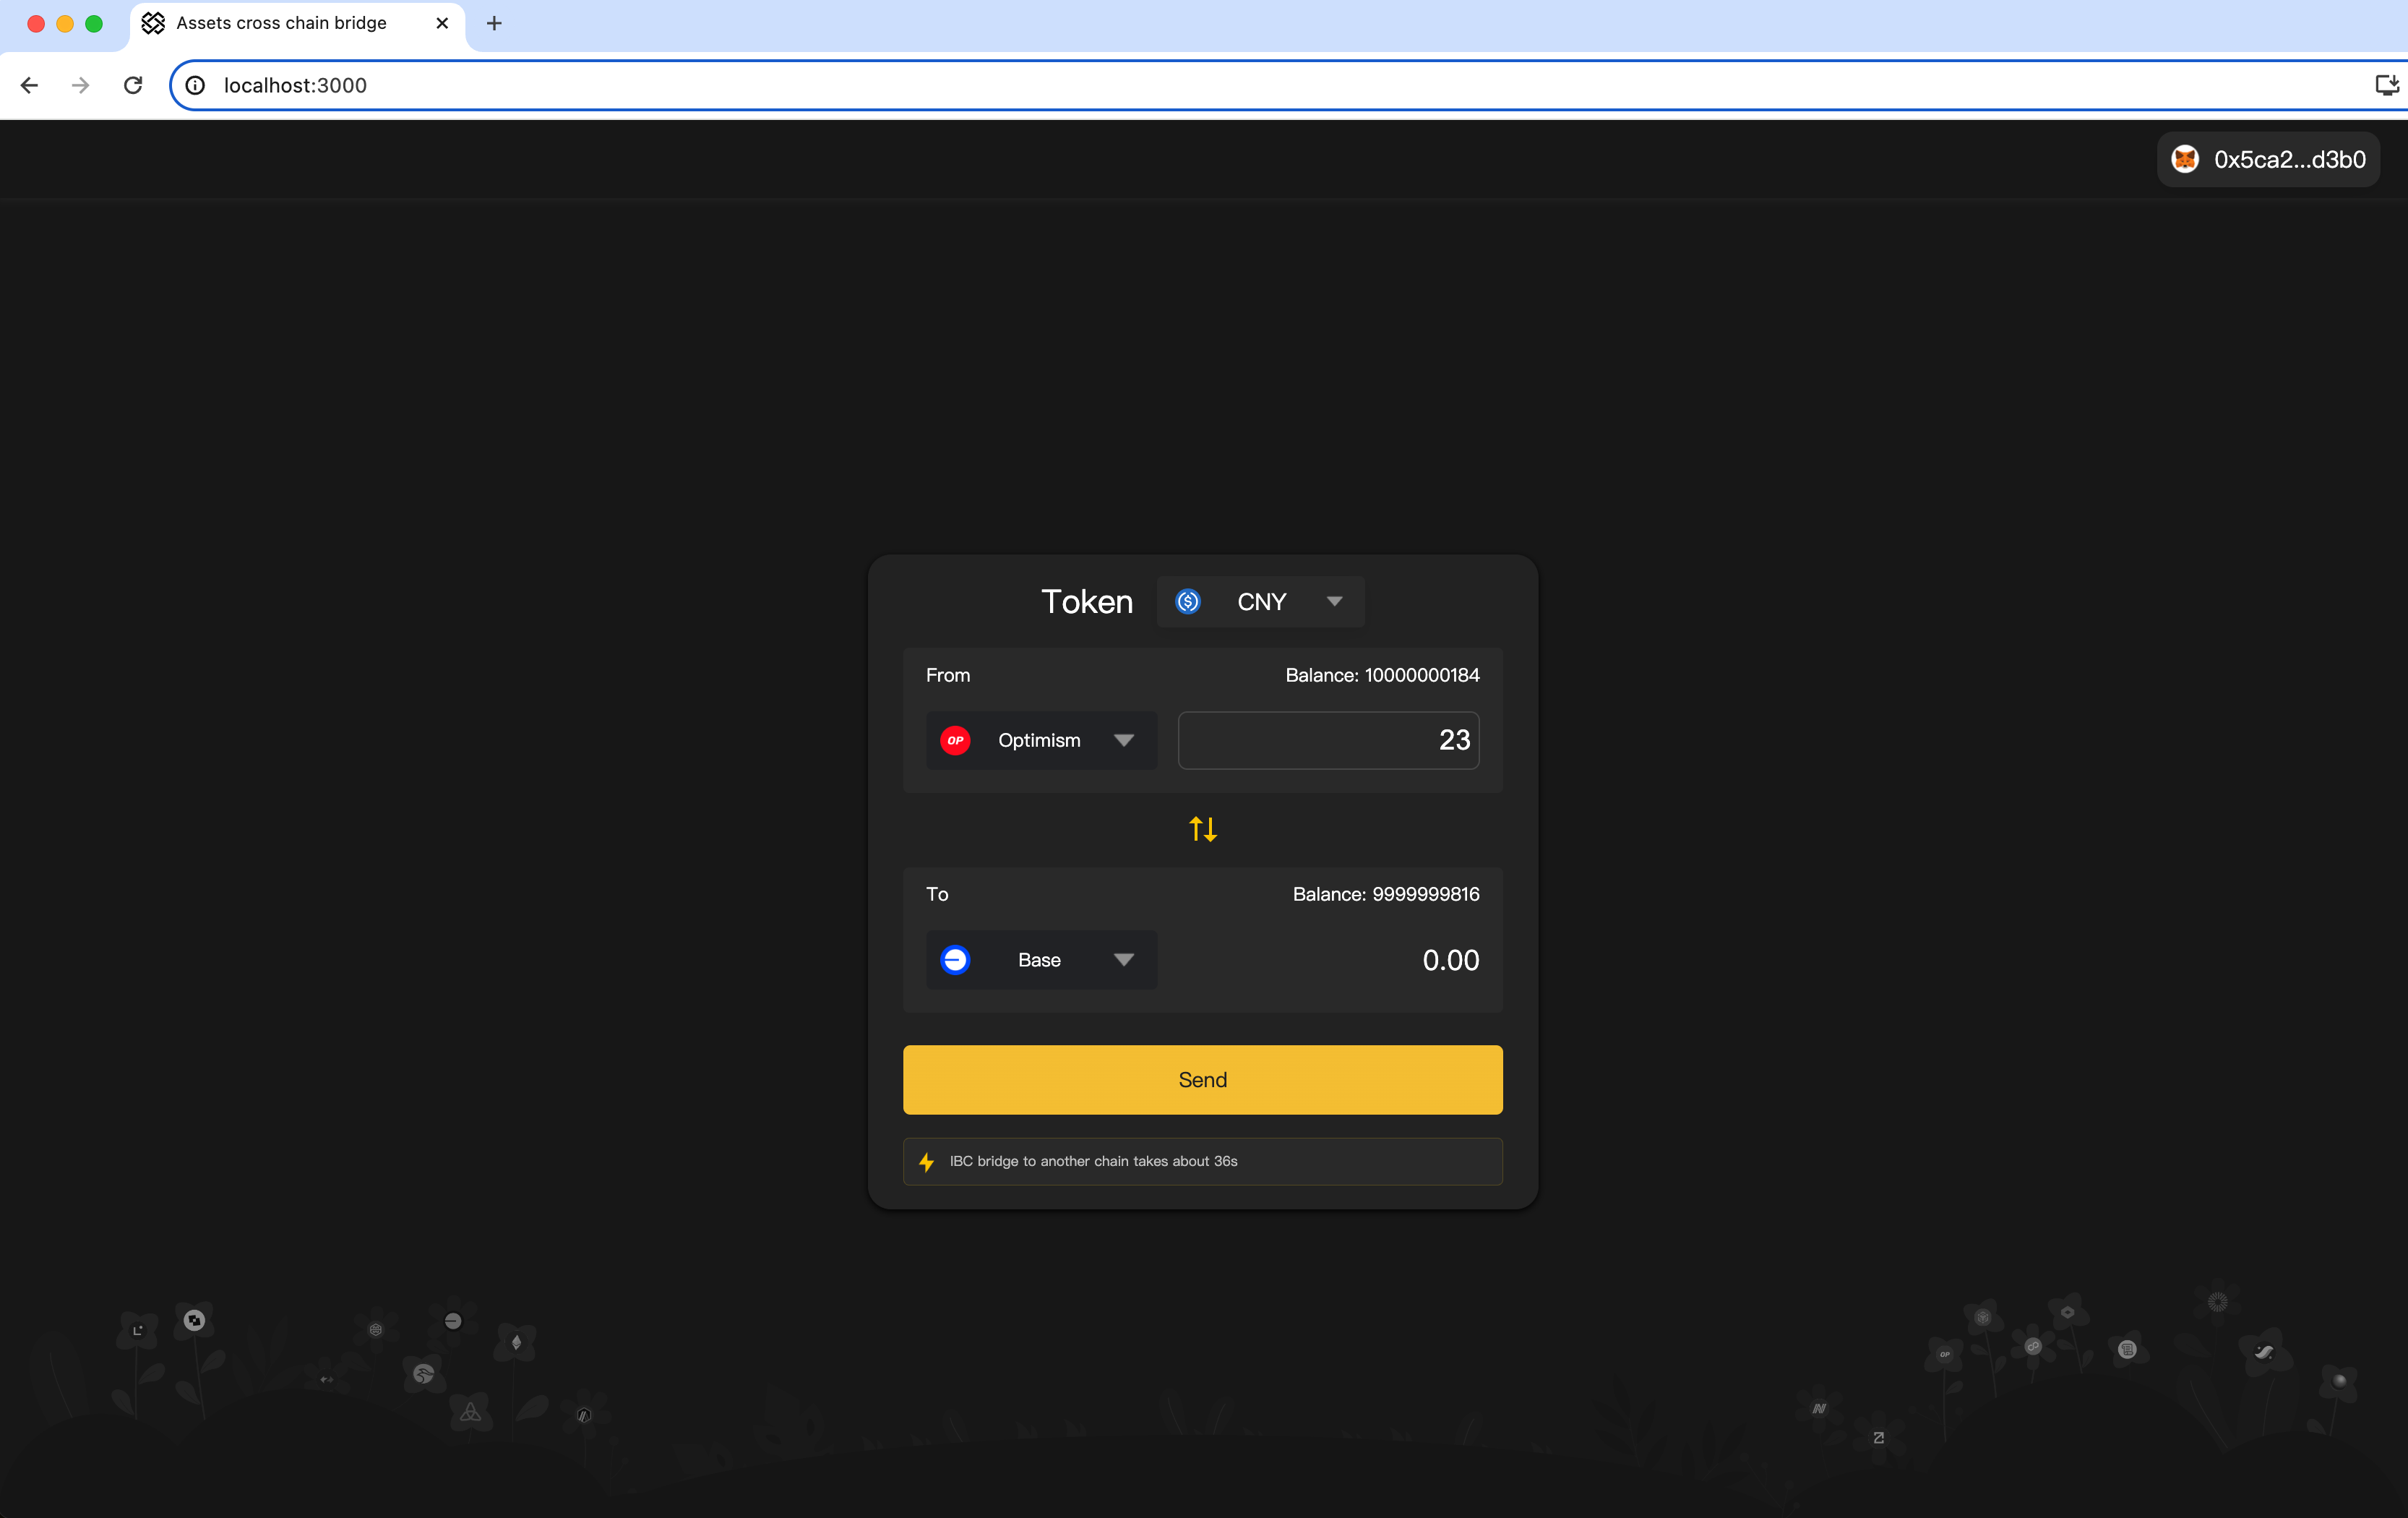 Assets cross chain bridge
localhost:3000
0x5ca2...d3b0
Token CNY
From Balance: 10000000184
OP Optimism 23
To Balance: 9999999816
Base 0.00
Send
IBC bridge to another chain takes about 36s
OP